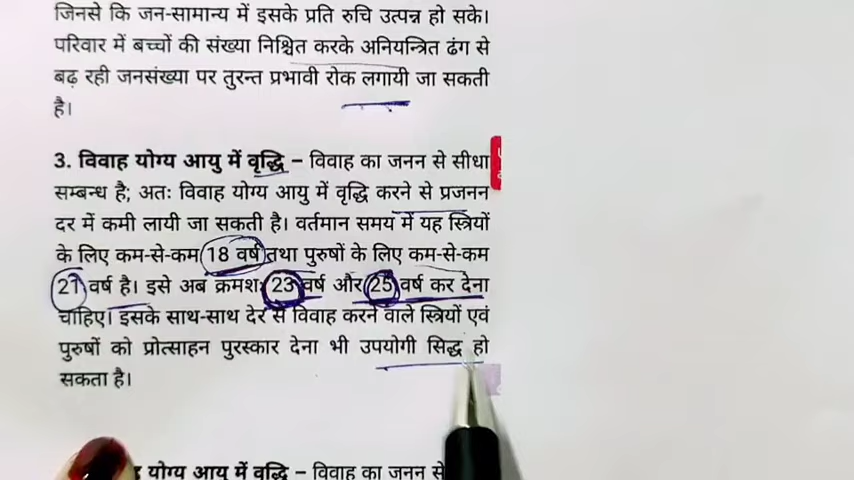 जिनसे कि जन-सामान्य में इसके प्रति रुचि उत्पन्न हो सके।
परिवार में बच्चों की संख्या निश्चित करके अनियन्त्रित ढंग से
बढ़ रही जनसंख्या पर तुरन्त प्रभावी रोक लगायी जा सकती
है।
3. विवाह योग्य आयु में वृद्धि – विवाह का जनन से सीधा
सम्बन्ध है; अतः विवाह योग्य आयु में वृद्धि करने से प्रजनन
दर में कमी लायी जा सकती है। वर्तमान समय में यह स्त्रियों
के लिए कम-से-कम 18 वर्ष तथा पुरुषों के लिए कम-से-कम
21 वर्ष है। इसे अब क्रमशः 23 वर्ष और 25 वर्ष कर देना
चाहिए। इसके साथ-साथ देर से विवाह करने वाले स्त्रियों एवं
पुरुषों को प्रोत्साहन पुरस्कार देना भी उपयोगी सिद्ध हो
सकता है।
योग्य आयु में वृद्धि – विवाह का जनन से